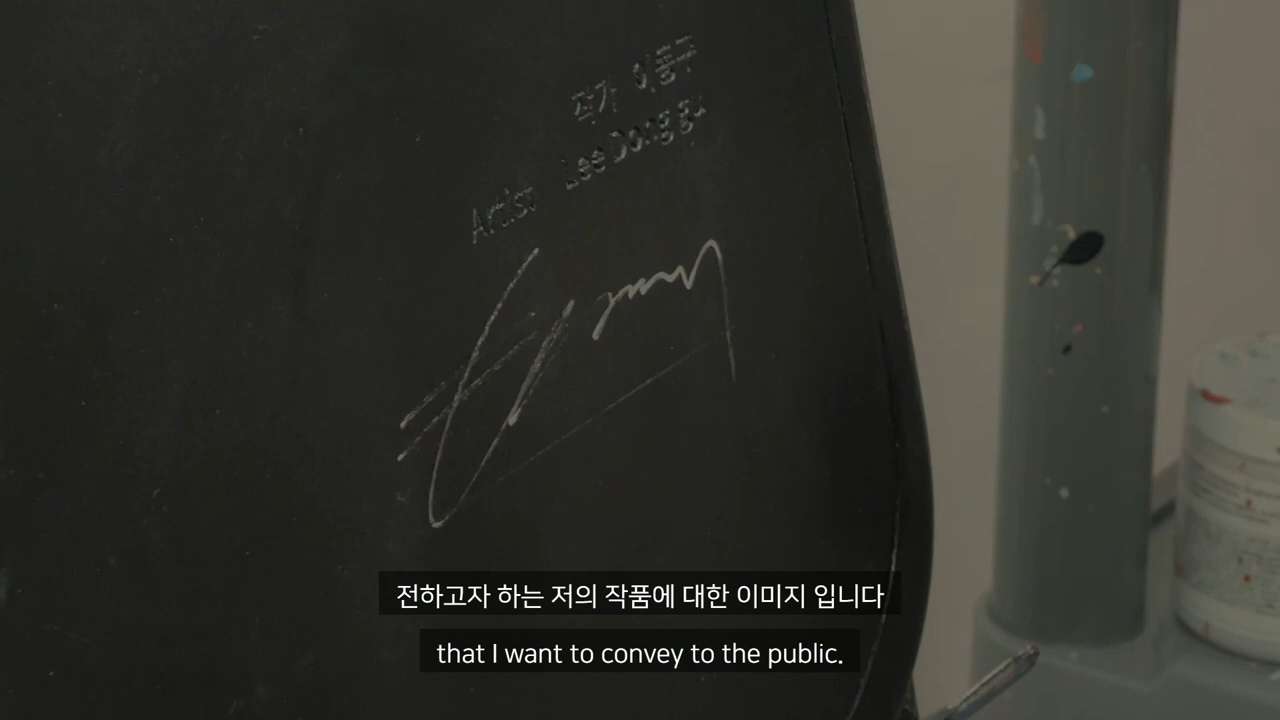 작가 이동구
Artist Lee Dong gu
전하고자 하는 저의 작품에 대한 이미지 입니다
that I want to convey to the public.